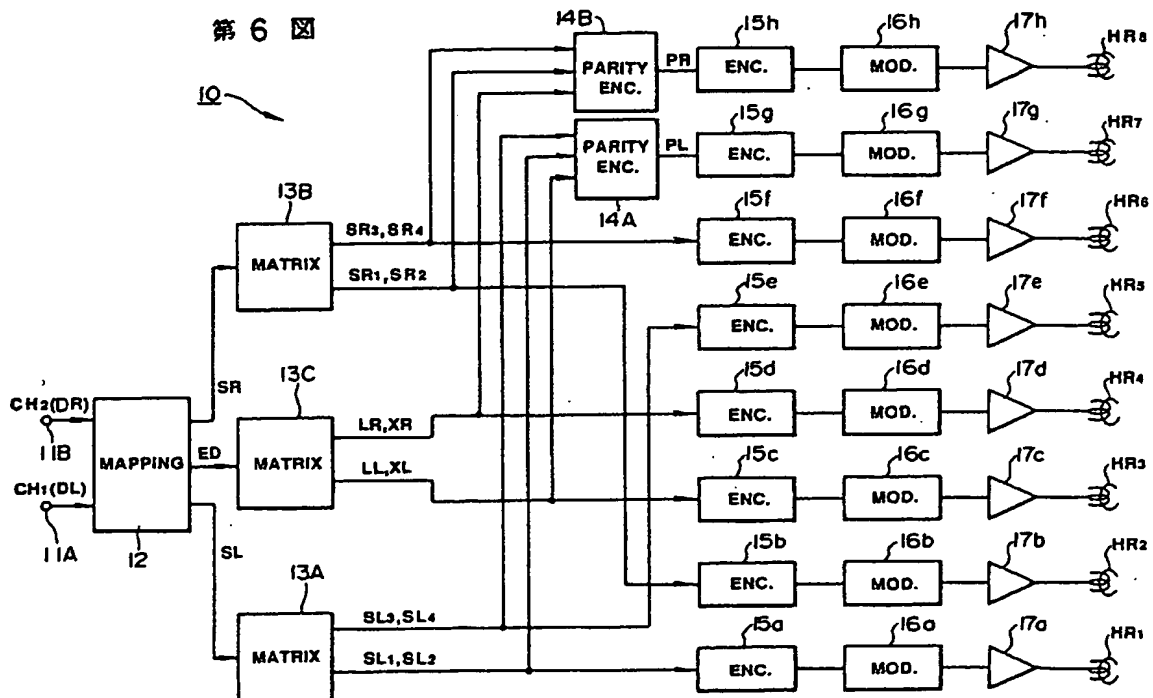 第 6 図
10
14B
PARITY
ENC.
PR
15h
ENC.
16h
MOD.
17h
HR8
PARITY
ENC.
14A
PL
15g
ENC.
16g
MOD.
17g
HR7
13B
MATRIX
SR3,SR4
SR1,SR2
15f
ENC.
16f
MOD.
17f
HR6
15e
ENC.
16e
MOD.
17e
HR5
SR
CH2(DR)
11B
CH1(DL)
11A
MAPPING
12
ED
SL
13C
MATRIX
LR,XR
LL,XL
15d
ENC.
16d
MOD.
17d
HR4
15c
ENC.
16c
MOD.
17c
HR3
15b
ENC.
16b
MOD.
17b
HR2
13A
MATRIX
SL3,SL4
SL1,SL2
15a
ENC.
16a
MOD.
17a
HR1